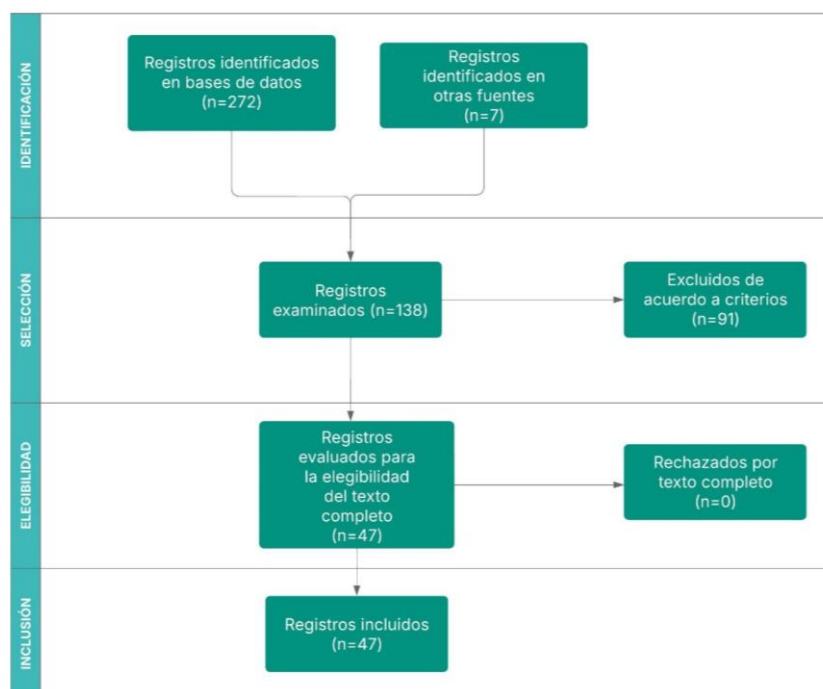 IDENTIFICACIÓN
Registros identificados
en bases de datos
(n=272)
Registros
identificados en
otras fuentes
(n=7)
SELECCIÓN
Registros
examinados (n=138)
Excluidos de
acuerdo a criterios
(n=91)
ELEGIBILIDAD
Registros
evaluados para
la elegibilidad
del texto
completo
(n=47)
Rechazados por
texto completo
(n=0)
INCLUSIÓN
Registros incluidos
(n=47)